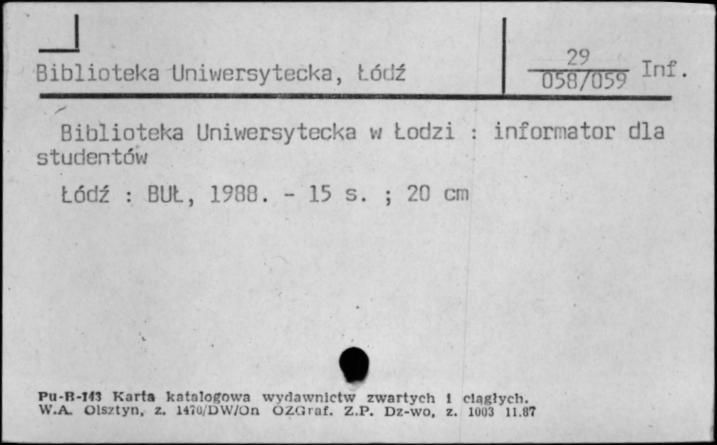 29
Biblioteka Uniwersytecka, Łódź
058/059 Inf.
Biblioteka Uniwersytecka w Łodzi : informator dla
studentów
Łódź : BUŁ, 1988. - 15 s. ; 20 cm
Pu-B-143 Karta katalogowa wydawnictw zwartych i ciągłych.
W.A. Olsztyn, z. 1470/DW/On OZGraf. Z.P. Dz-wo, z. 1003 11.87